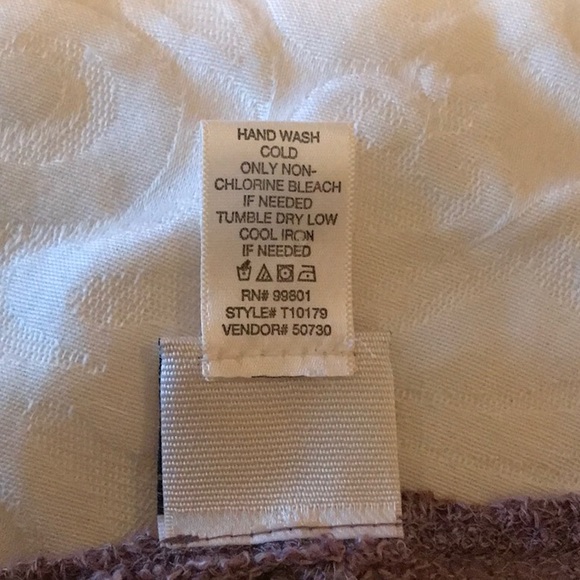 HAND WASH
COLD
ONLY NON-
CHLORINE BLEACH
IF NEEDED
TUMBLE DRY LOW
COOL IRON
IF NEEDED
RN# 99801
STYLE# T10179
VENDOR# 50730